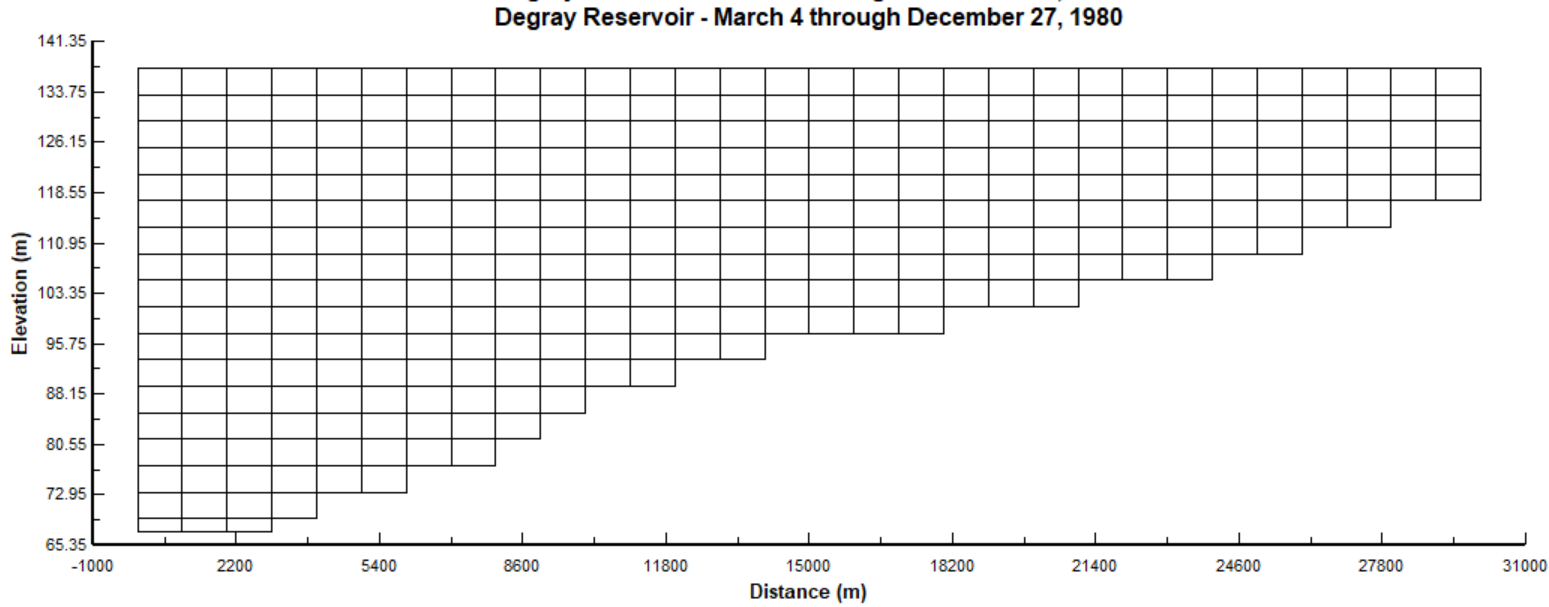 Degray Reservoir - March 4 through December 27, 1980
141.35
133.75
126.15
118.55
110.95
103.35
95.75
88.15
80.55
72.95
65.35
Elevation (m)
-1000 2200 5400 8600 11800 15000 18200 21400 24600 27800 31000
Distance (m)